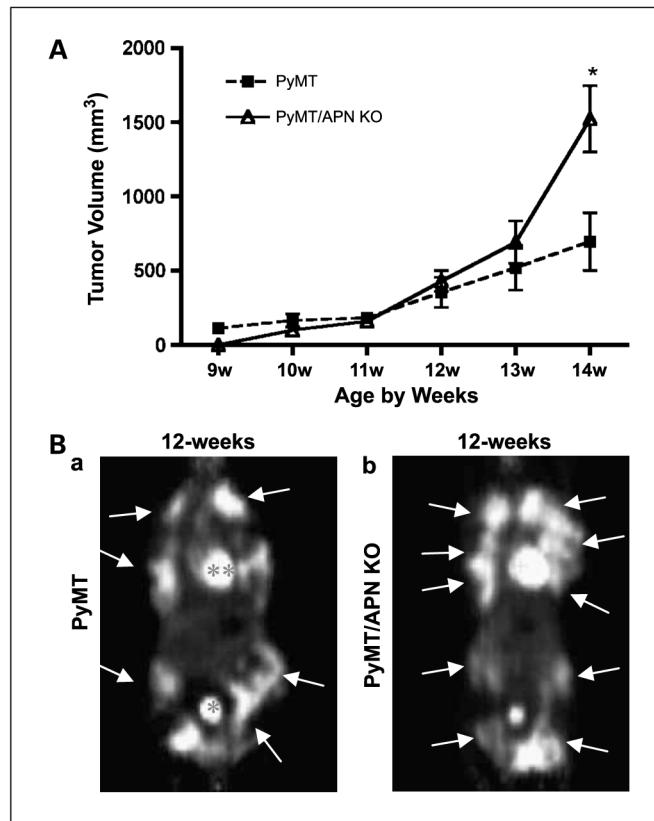 A
2000
1500
1000
500
0
Tumor Volume (mm³)
PyMT
PyMT/APN KO
*
9w 10w 11w 12w 13w 14w
Age by Weeks
B
12-weeks 12-weeks
a b
PyMT
**
*
PyMT/APN KO